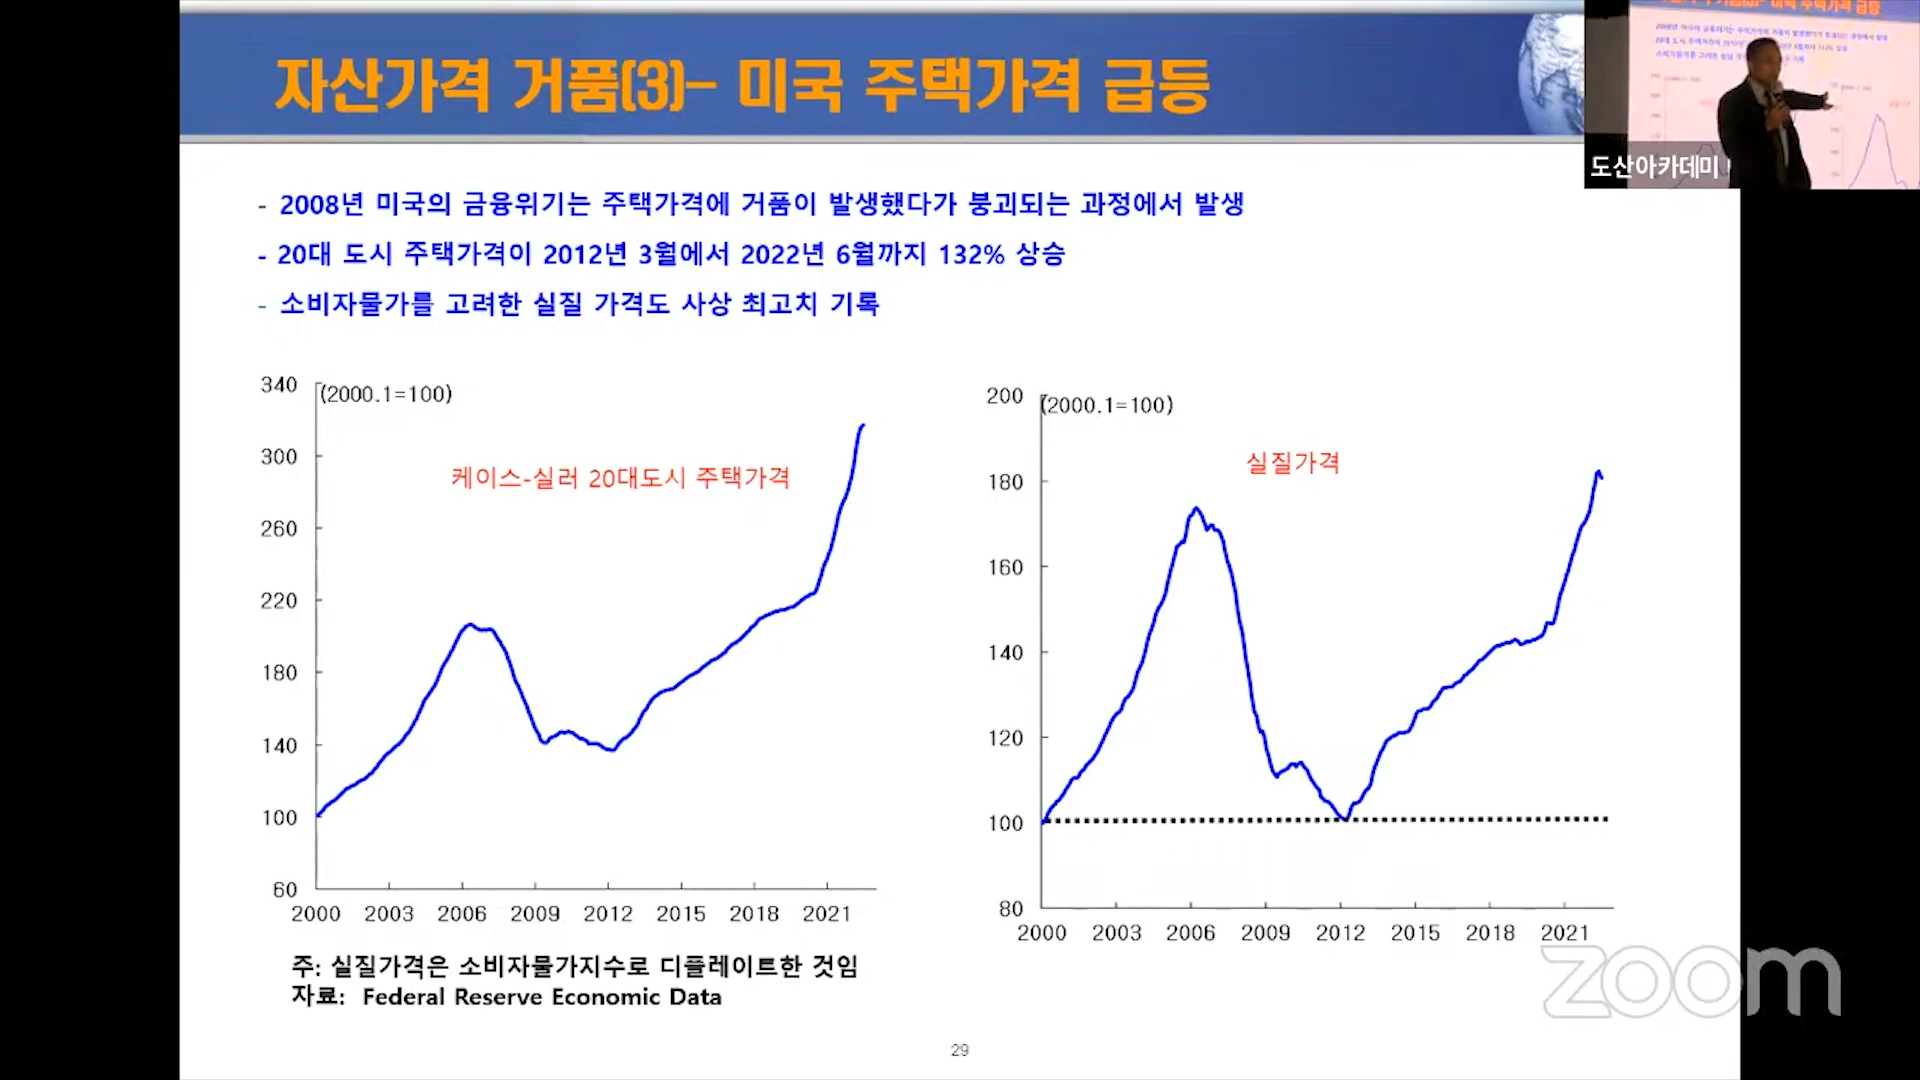 자산가격 거품(3)- 미국 주택가격 급등
도산아카데미
- 2008년 미국의 금융위기는 주택가격에 거품이 발생했다가 붕괴되는 과정에서 발생
- 20대 도시 주택가격이 2012년 3월에서 2022년 6월까지 132% 상승
- 소비자물가를 고려한 실질 가격도 사상 최고치 기록
(2000.1=100)
케이스-실러 20대도시 주택가격
340
300
260
220
180
140
100
60
2000 2003 2006 2009 2012 2015 2018 2021
(2000.1=100)
실질가격
200
180
160
140
120
100
80
2000 2003 2006 2009 2012 2015 2018 2021
주: 실질가격은 소비자물가지수로 디플레이트한 것임
자료: Federal Reserve Economic Data
zoom
29